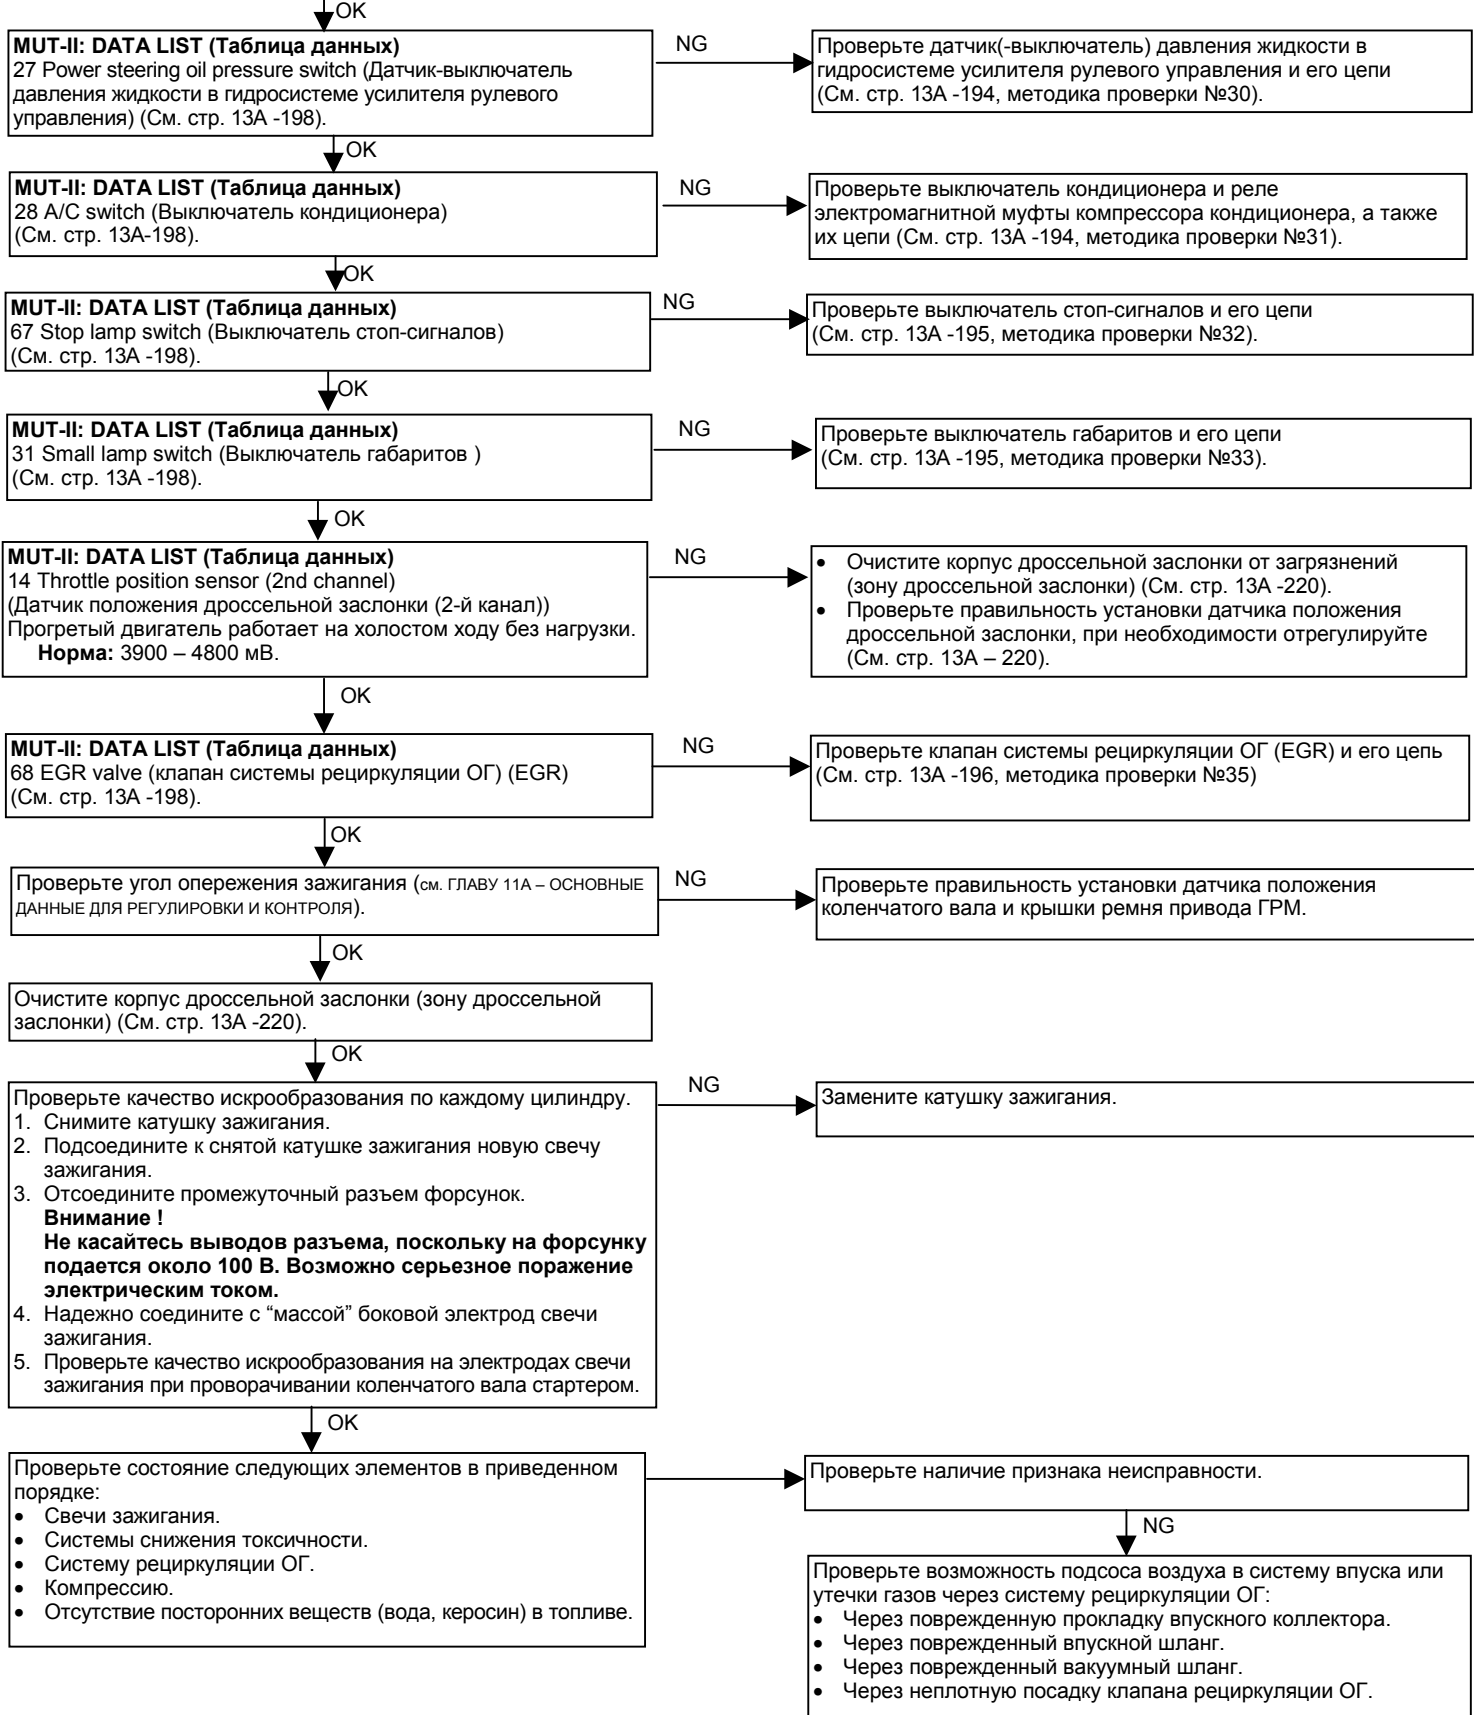 OK
MUT-II: DATA LIST (Таблица данных)
27 Power steering oil pressure switch (Датчик-выключатель
давления жидкости в гидросистеме усилителя рулевого
управления) (См. стр. 13A -198).
NG
Проверьте датчик(-выключатель) давления жидкости в
гидросистеме усилителя рулевого управления и его цепи
(См. стр. 13A -194, методика проверки №30).
OK
MUT-II: DATA LIST (Таблица данных)
28 A/C switch (Выключатель кондиционера)
(См. стр. 13A-198).
NG
Проверьте выключатель кондиционера и реле
электромагнитной муфты компрессора кондиционера, а также
их цепи (См. стр. 13A -194, методика проверки №31).
OK
MUT-II: DATA LIST (Таблица данных)
67 Stop lamp switch (Выключатель стоп-сигналов)
(См. стр. 13A -198).
NG
Проверьте выключатель стоп-сигналов и его цепи
(См. стр. 13A -195, методика проверки №32).
OK
MUT-II: DATA LIST (Таблица данных)
31 Small lamp switch (Выключатель габаритов )
(См. стр. 13A -198).
NG
Проверьте выключатель габаритов и его цепи
(См. стр. 13A -195, методика проверки №33).
OK
MUT-II: DATA LIST (Таблица данных)
14 Throttle position sensor (2nd channel)
(Датчик положения дроссельной заслонки (2-й канал))
Прогретый двигатель работает на холостом ходу без нагрузки.
Норма: 3900 – 4800 мВ.
NG
• Очистите корпус дроссельной заслонки от загрязнений
(зону дроссельной заслонки) (См. стр. 13A -220).
• Проверьте правильность установки датчика положения
дроссельной заслонки, при необходимости отрегулируйте
(См. стр. 13A – 220).
OK
MUT-II: DATA LIST (Таблица данных)
68 EGR valve (клапан системы рециркуляции ОГ) (EGR)
(См. стр. 13A -198).
NG
Проверьте клапан системы рециркуляции ОГ (EGR) и его цепь
(См. стр. 13A -196, методика проверки №35)
OK
Проверьте угол опережения зажигания (см. ГЛАВУ 11А – ОСНОВНЫЕ
ДАННЫЕ ДЛЯ РЕГУЛИРОВКИ И КОНТРОЛЯ).
NG
Проверьте правильность установки датчика положения
коленчатого вала и крышки ремня привода ГРМ.
OK
Очистите корпус дроссельной заслонки (зону дроссельной
заслонки) (См. стр. 13A -220).
OK
Проверьте качество искрообразования по каждому цилиндру.
1. Снимите катушку зажигания.
2. Подсоедините к снятой катушке зажигания новую свечу
зажигания.
3. Отсоедините промежуточный разъем форсунок.
Внимание !
Не касайтесь выводов разъема, поскольку на форсунку
подается около 100 В. Возможно серьезное поражение
электрическим током.
4. Надежно соедините с “массой” боковой электрод свечи
зажигания.
5. Проверьте качество искрообразования на электродах свечи
зажигания при проворачивании коленчатого вала стартером.
NG
Замените катушку зажигания.
OK
Проверьте состояние следующих элементов в приведенном
порядке:
• Свечи зажигания.
• Системы снижения токсичности.
• Систему рециркуляции ОГ.
• Компрессию.
• Отсутствие посторонних веществ (вода, керосин) в топливе.
Проверьте наличие признака неисправности.
NG
Проверьте возможность подсоса воздуха в систему впуска или
утечки газов через систему рециркуляции ОГ:
• Через поврежденную прокладку впускного коллектора.
• Через поврежденный впускной шланг.
• Через поврежденный вакуумный шланг.
• Через неплотную посадку клапана рециркуляции ОГ.